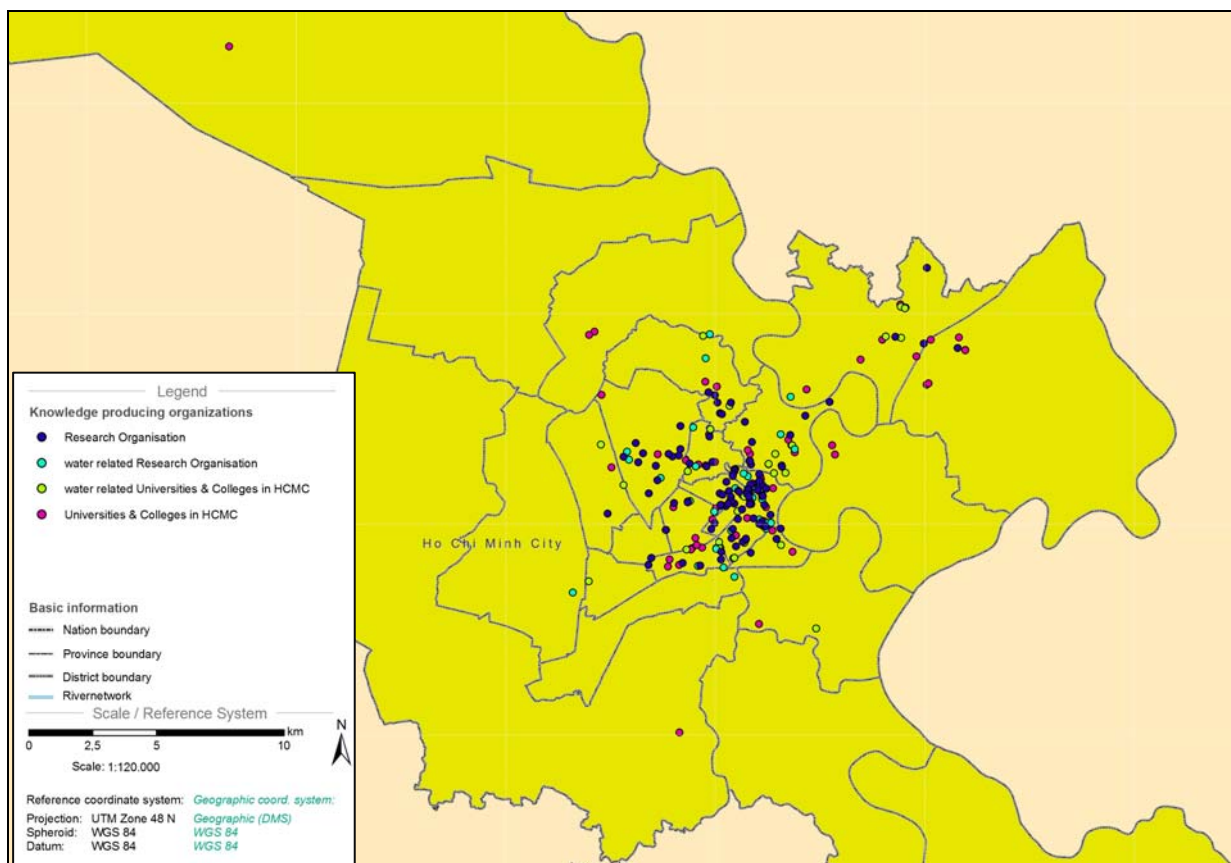 Legend
Knowledge producing organizations
Research Organisation
water related Research Organisation
water related Universities & Colleges in HCMC
Universities & Colleges in HCMC
Ho Chi Minh City
Basic information
Nation boundary
Province boundary
District boundary
Rivernetwork
Scale / Reference System
km
N
0 2,5 5 10
Scale: 1:120.000
Reference coordinate system: Geographic coord. system:
Projection: UTM Zone 48 N Geographic (DMS)
Spheroid: WGS 84 WGS 84
Datum: WGS 84 WGS 84